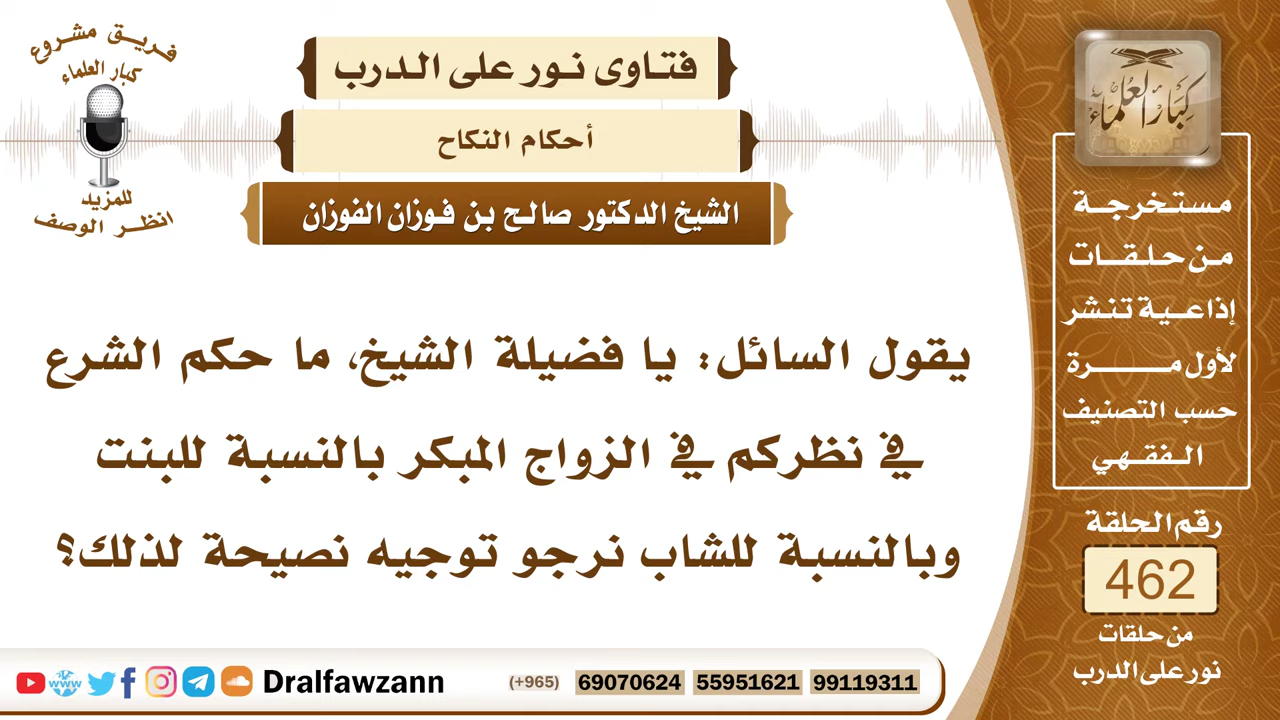 فريق مشروع
كبار العلماء
للمزيد
انظر الوصف
فتاوى نور على الدرب
أحكام النكاح
الشيخ الدكتور صالح بن فوزان الفوزان
كبار العلماء
مستخرجة
من حلقات
إذاعية تنشر
لأول مرة
حسب التصنيف
الفقهي
رقم الحلقة
462
من حلقات
نور على الدرب
يقول السائل: يا فضيلة الشيخ، ما حكم الشرع
في نظركم في الزواج المبكر بالنسبة للبنت
وبالنسبة للشاب نرجو توجيه نصيحة لذلك؟
www Dralfawzann (+965) 69070624 55951621 99119311